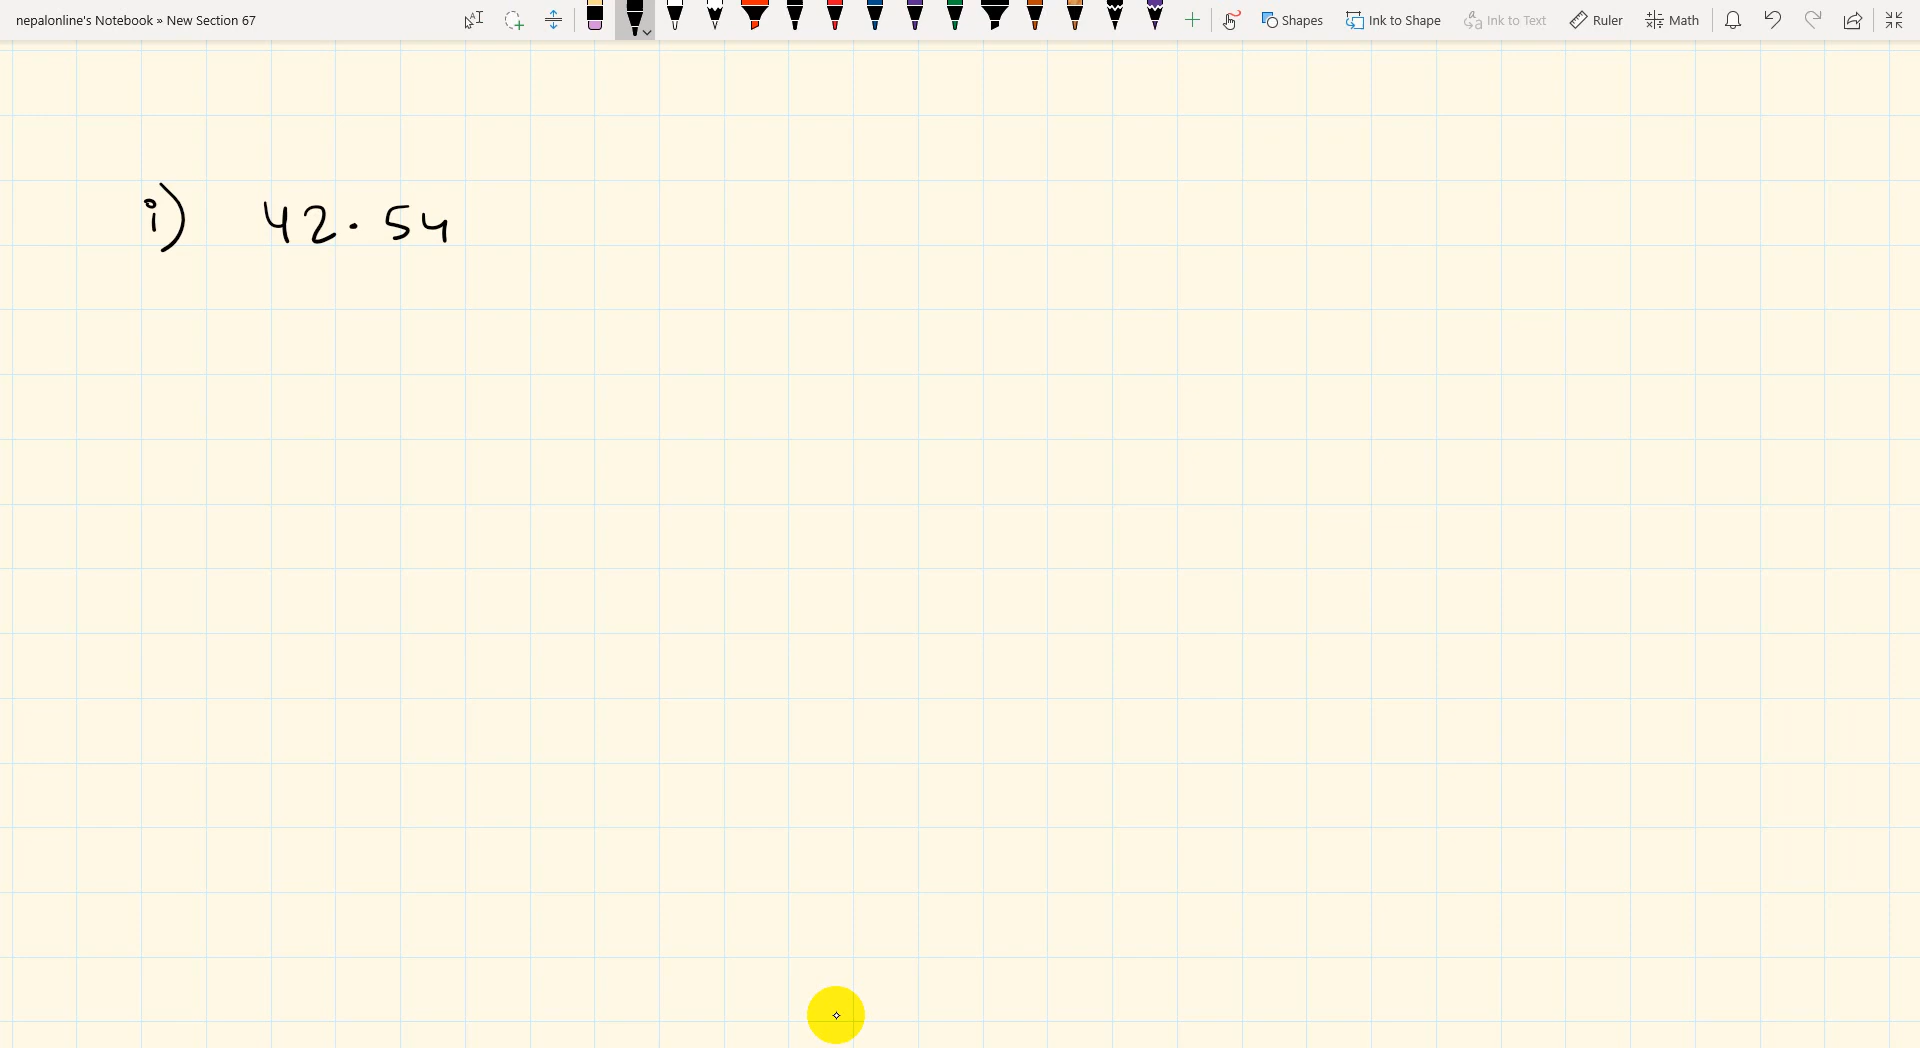 nepalonline's Notebook » New Section 67
Shapes
Ink to Shape
Ink to Text
Ruler
Math
i) 42.54